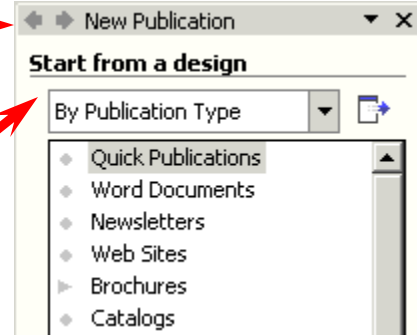 New Publication
Start from a design
By Publication Type
Quick Publications
Word Documents
Newsletters
Web Sites
Brochures
Catalogs